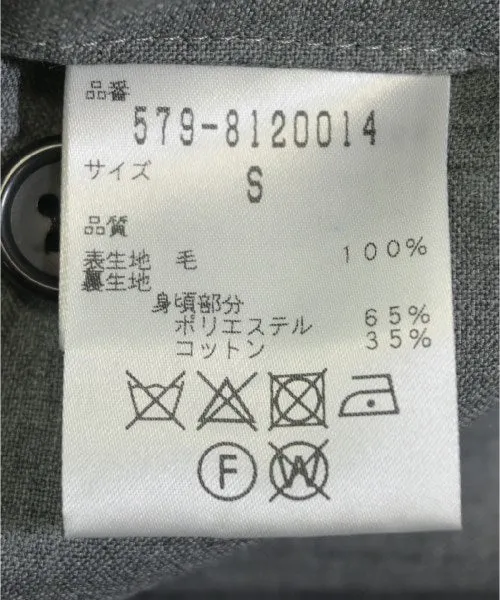 品番
579-8120014
サイズ
S
品質
表生地 毛 100%
裏生地
身頃部分
ポリエステル 65%
コットン 35%
F W